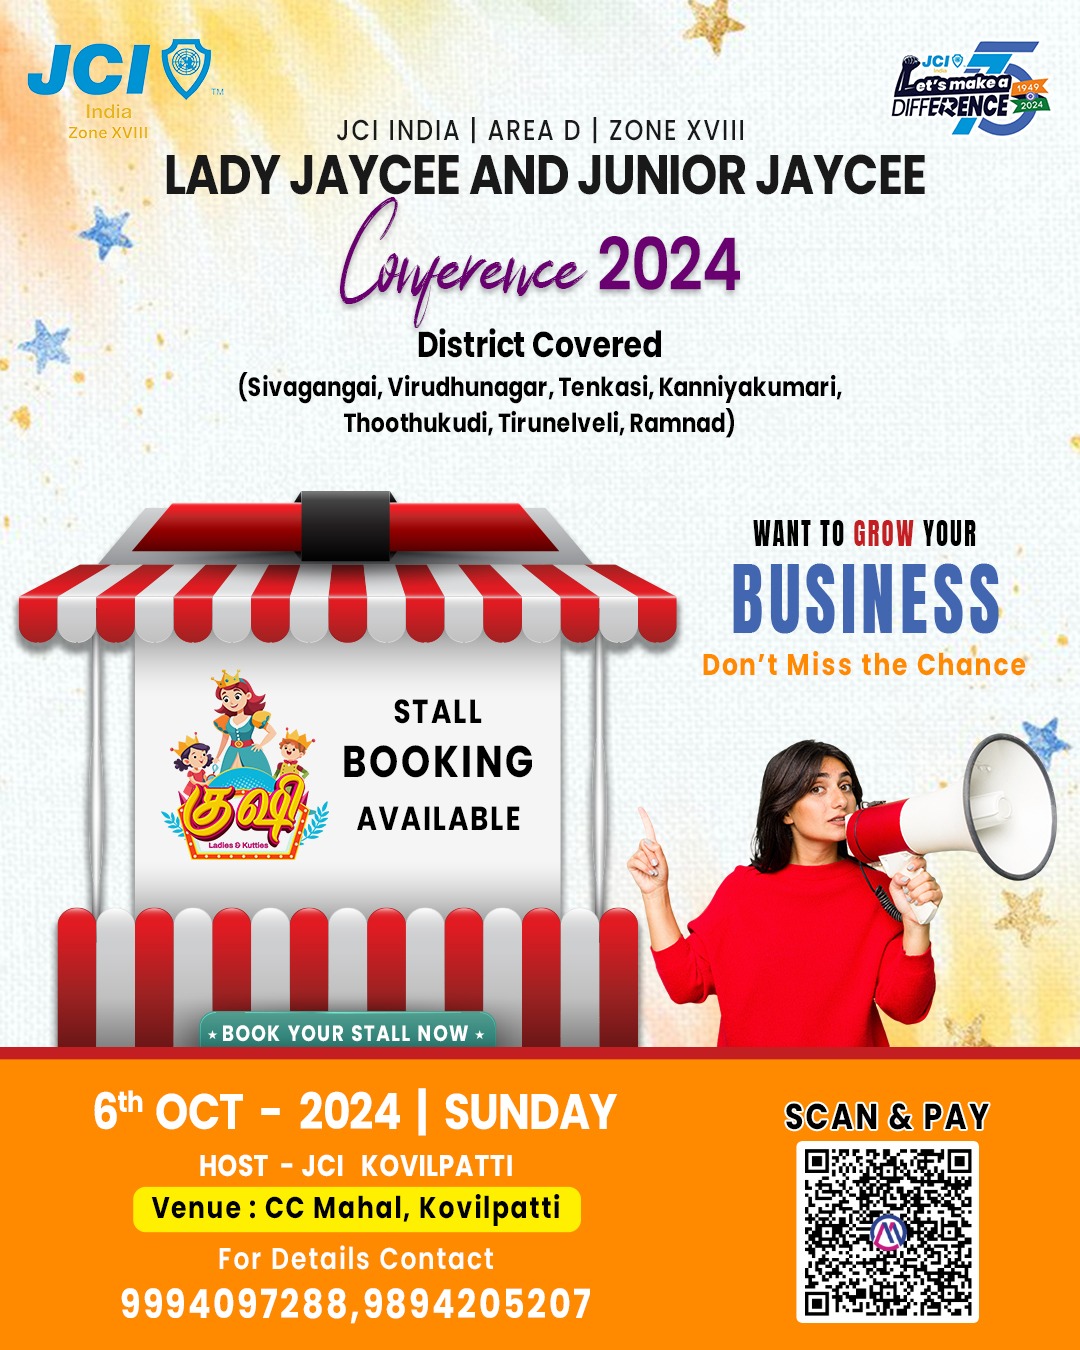 JCI
TM
India
Zone XVIII
JCI
India
75
Let's make a
DIFFERENCE
1949
2024
JCI INDIA | AREA D | ZONE XVIII
LADY JAYCEE AND JUNIOR JAYCEE
Conference 2024
District Covered
(Sivagangai, Virudhunagar, Tenkasi, Kanniyakumari,
Thoothukudi, Tirunelveli, Ramnad)
WANT TO GROW YOUR
BUSINESS
Don't Miss the Chance
குஷி
Ladies & Kutties
STALL
BOOKING
AVAILABLE
BOOK YOUR STALL NOW
6th OCT - 2024 | SUNDAY
HOST - JCI KOVILPATTI
Venue : CC Mahal, Kovilpatti
For Details Contact
9994097288,9894205207
SCAN & PAY